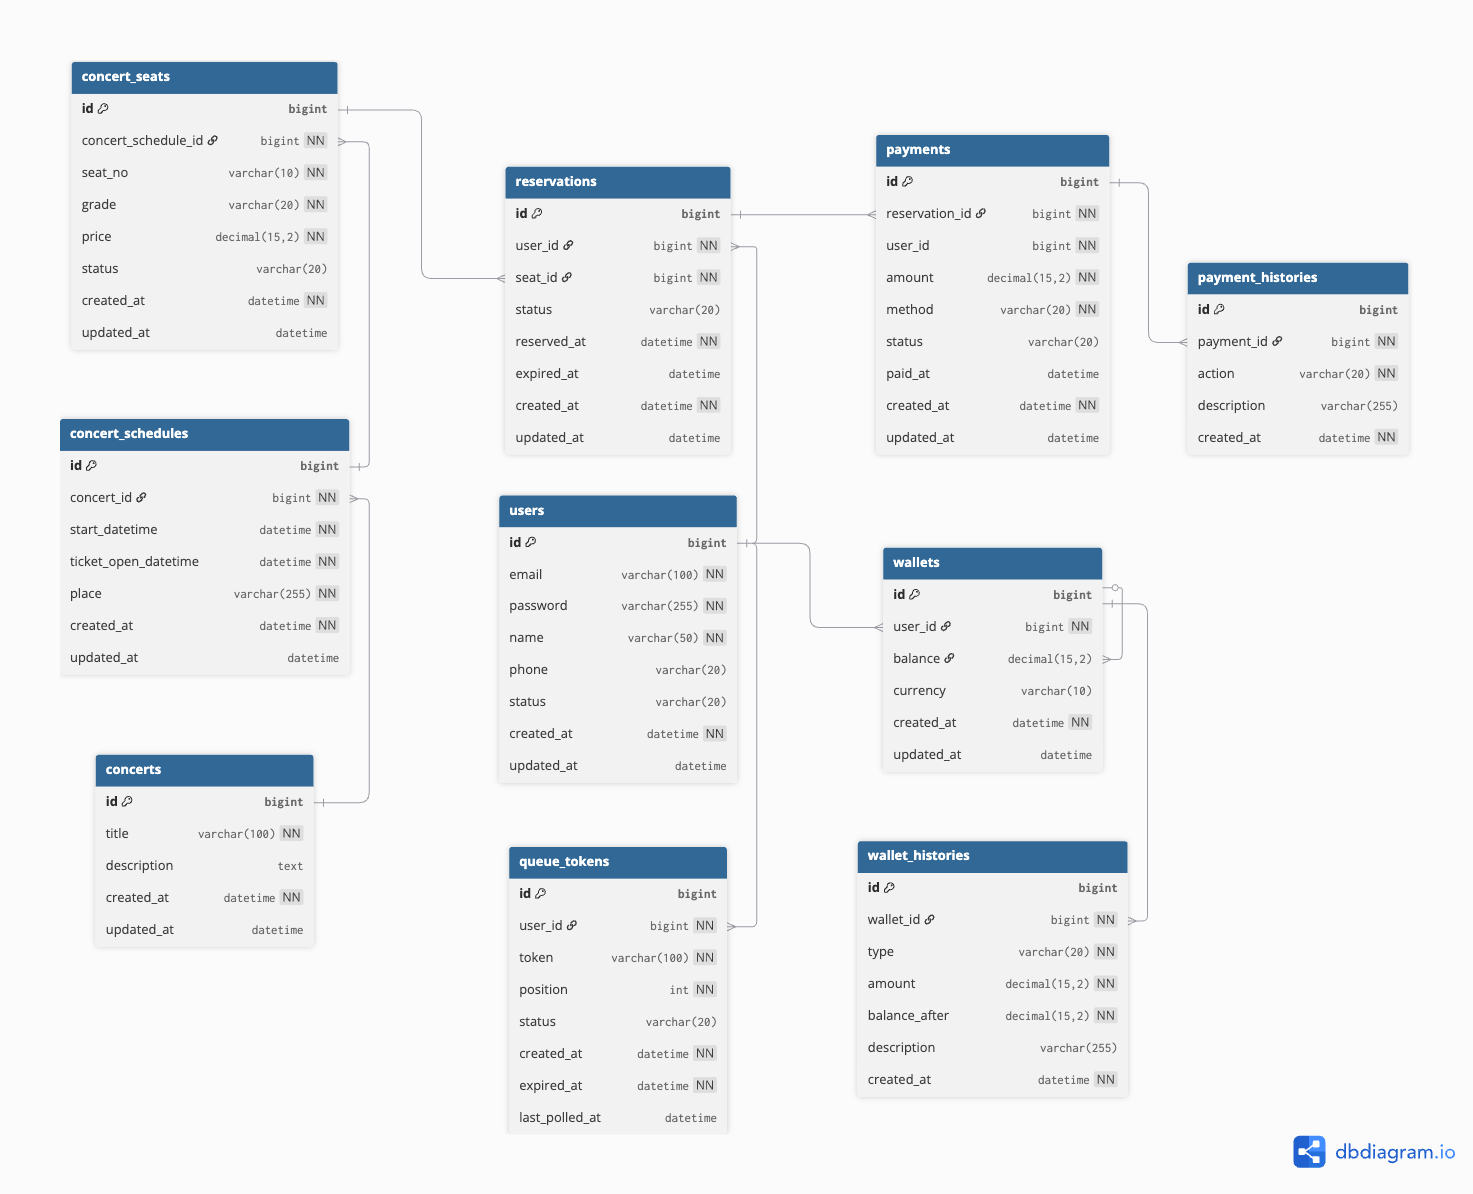 concert_seats
id bigint
concert_schedule_id bigint NN
seat_no varchar(10) NN
grade varchar(20) NN
price decimal(15,2) NN
status varchar(20)
created_at datetime NN
updated_at datetime
concert_schedules
id bigint
concert_id bigint NN
start_datetime datetime NN
ticket_open_datetime datetime NN
place varchar(255) NN
created_at datetime NN
updated_at datetime
concerts
id bigint
title varchar(100) NN
description text
created_at datetime NN
updated_at datetime
reservations
id bigint
user_id bigint NN
seat_id bigint NN
status varchar(20)
reserved_at datetime NN
expired_at datetime
created_at datetime NN
updated_at datetime
users
id bigint
email varchar(100) NN
password varchar(255) NN
name varchar(50) NN
phone varchar(20)
status varchar(20)
created_at datetime NN
updated_at datetime
queue_tokens
id bigint
user_id bigint NN
token varchar(100) NN
position int NN
status varchar(20)
created_at datetime NN
expired_at datetime NN
last_polled_at datetime
payments
id bigint
reservation_id bigint NN
user_id bigint NN
amount decimal(15,2) NN
method varchar(20) NN
status varchar(20)
paid_at datetime
created_at datetime NN
updated_at datetime
payment_histories
id bigint
payment_id bigint NN
action varchar(20) NN
description varchar(255)
created_at datetime NN
wallets
id bigint
user_id bigint NN
balance decimal(15,2)
currency varchar(10)
created_at datetime NN
updated_at datetime
wallet_histories
id bigint
wallet_id bigint NN
type varchar(20) NN
amount decimal(15,2) NN
balance_after decimal(15,2) NN
description varchar(255)
created_at datetime NN
dbdiagram.io